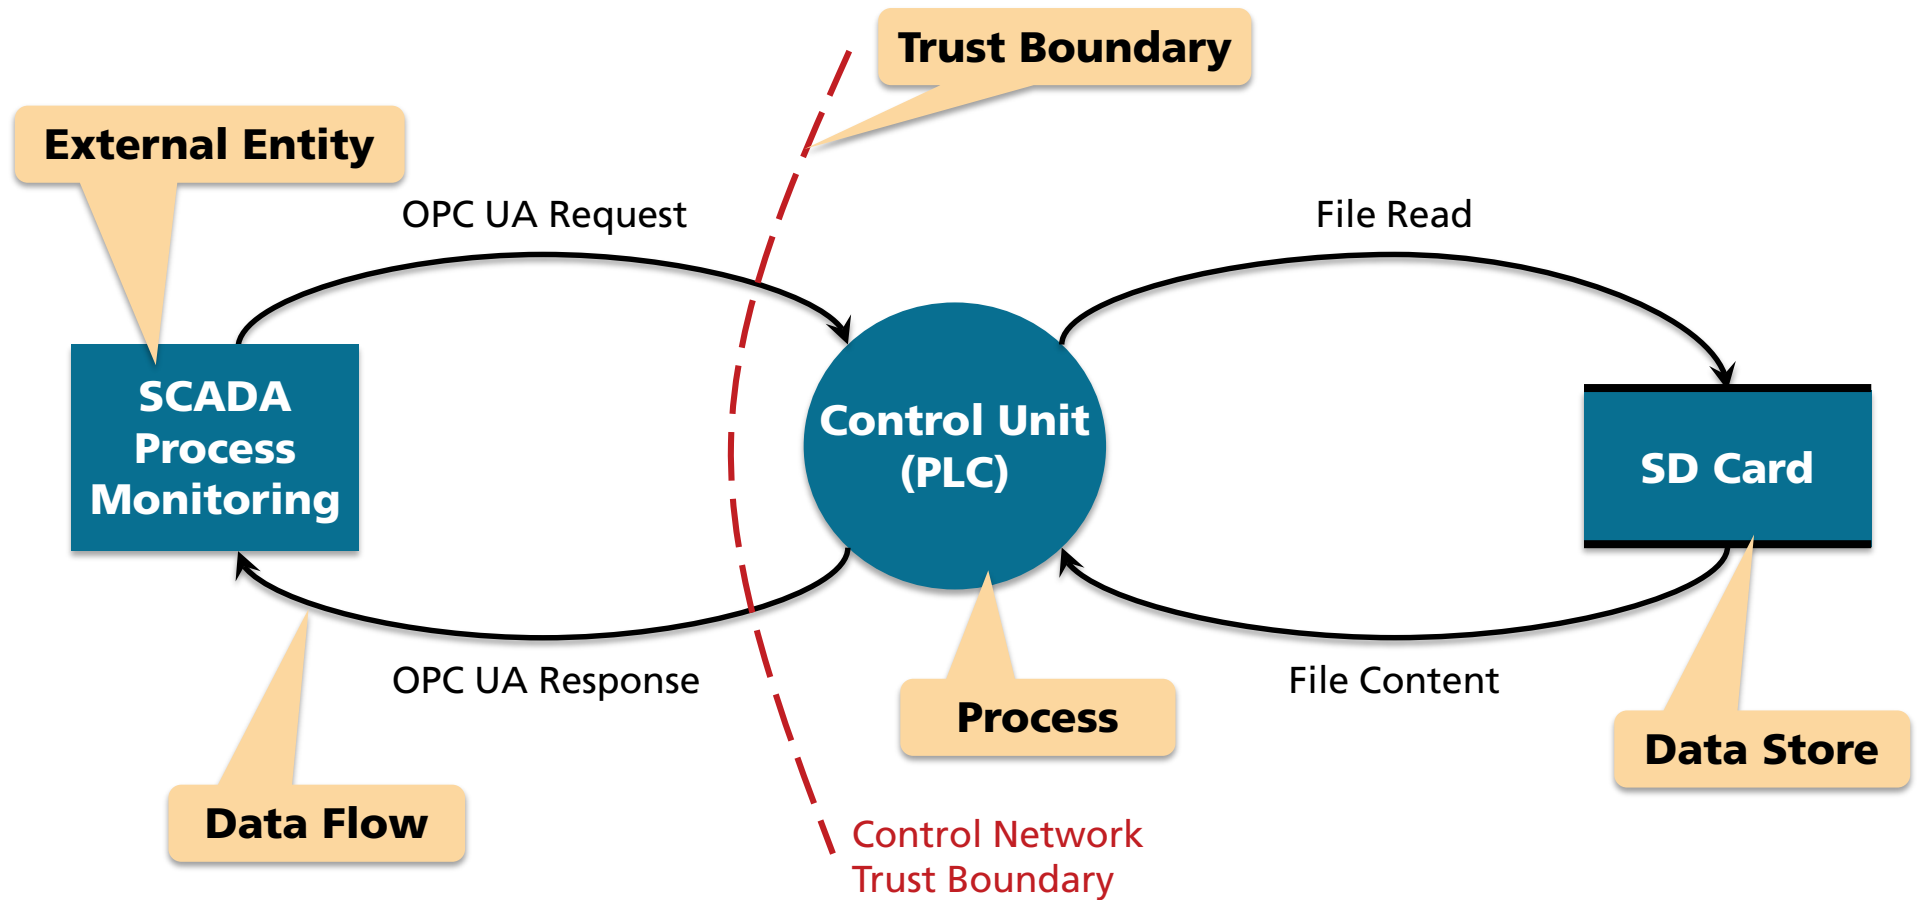 Trust Boundary
External Entity
OPC UA Request
File Read
SCADA
Process
Monitoring
Control Unit
(PLC)
SD Card
OPC UA Response
File Content
Process
Data Store
Data Flow
Control Network
Trust Boundary